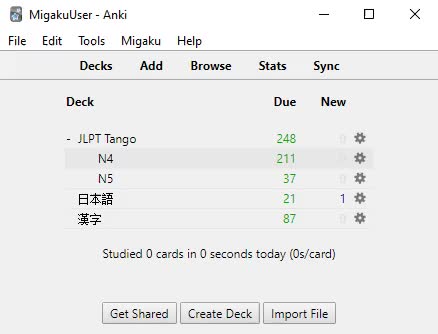 MigakuUser - Anki
File Edit Tools Migaku Help
Decks Add Browse Stats Sync
Deck Due New
- JLPT Tango 248 0
N4 211 0
N5 37 0
日本語 21 1
漢字 87 0
Studied 0 cards in 0 seconds today (0s/card)
Get Shared Create Deck Import File